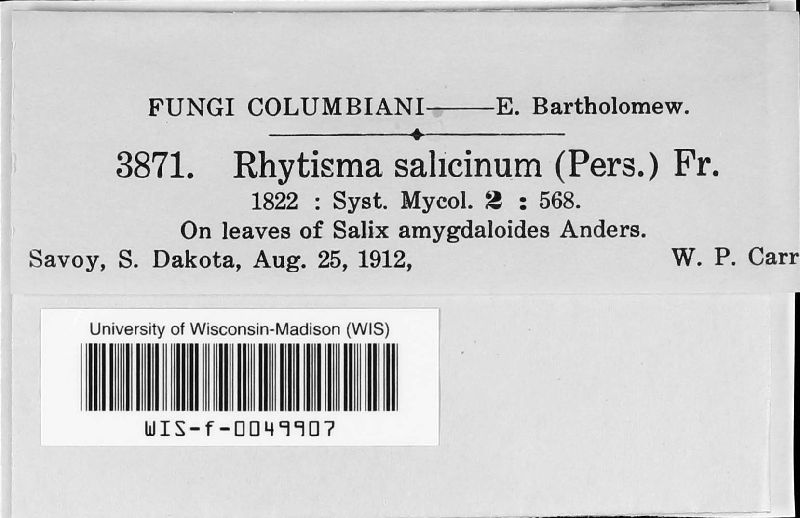 FUNGI COLUMBIANI——E. Bartholomew.
3871. Rhytisma salicinum (Pers.) Fr.
1822 : Syst. Mycol. 2 : 568.
On leaves of Salix amygdaloides Anders.
Savoy, S. Dakota, Aug. 25, 1912, W. P. Carr
University of Wisconsin-Madison (WIS)
WIS-f-0049907